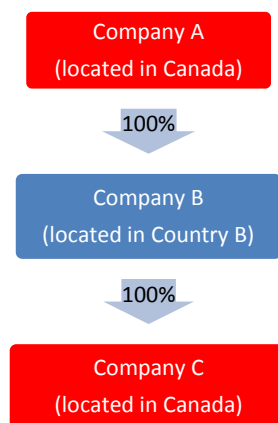 Company A
(located in Canada)
100%
Company B
(located in Country B)
100%
Company C
(located in Canada)